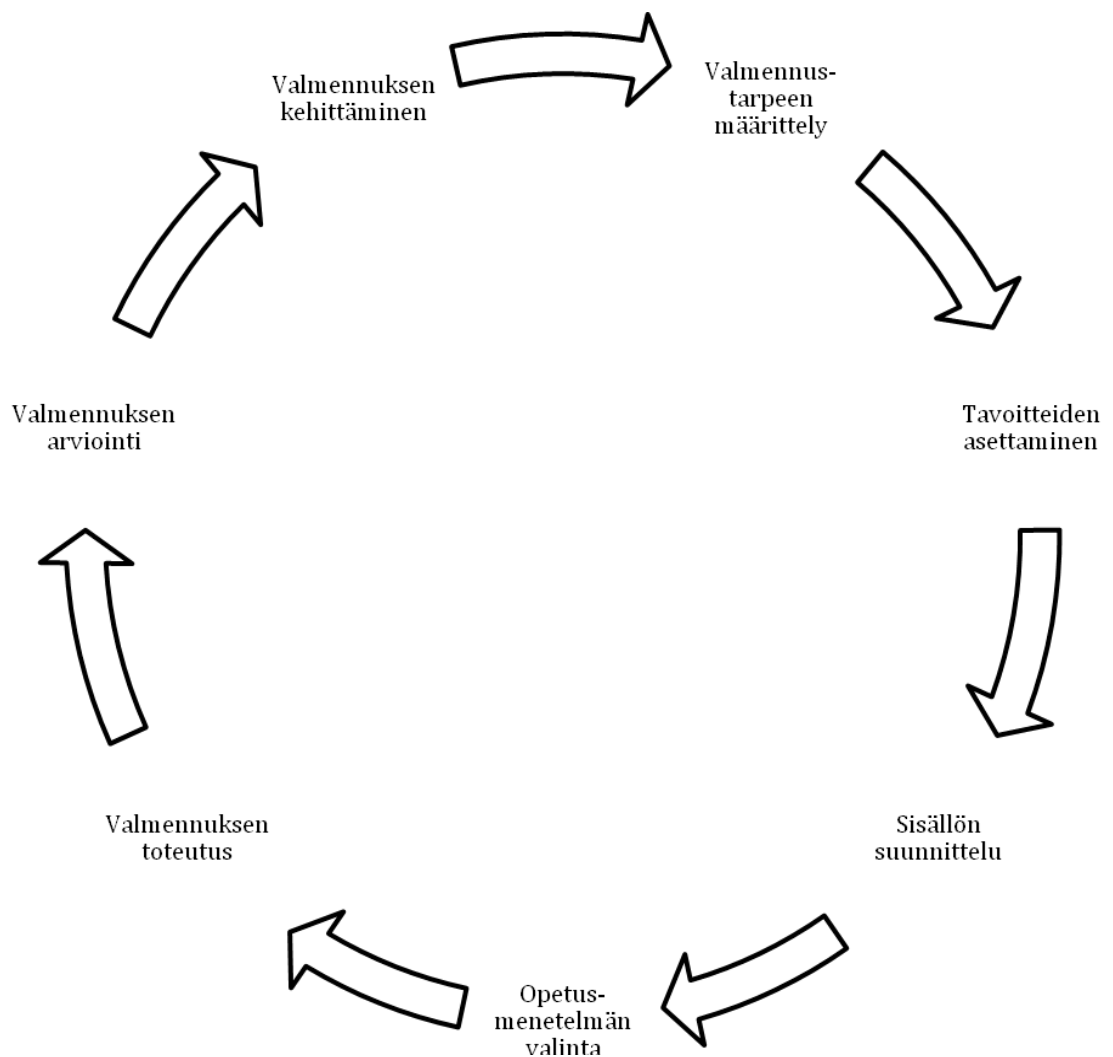 Valmennuksen
kehittäminen
Valmennus-
tarpeen
määrittely
Tavoitteiden
asettaminen
Sisällön
suunnittelu
Opetus-
menetelmän
valinta
Valmennuksen
toteutus
Valmennuksen
arviointi